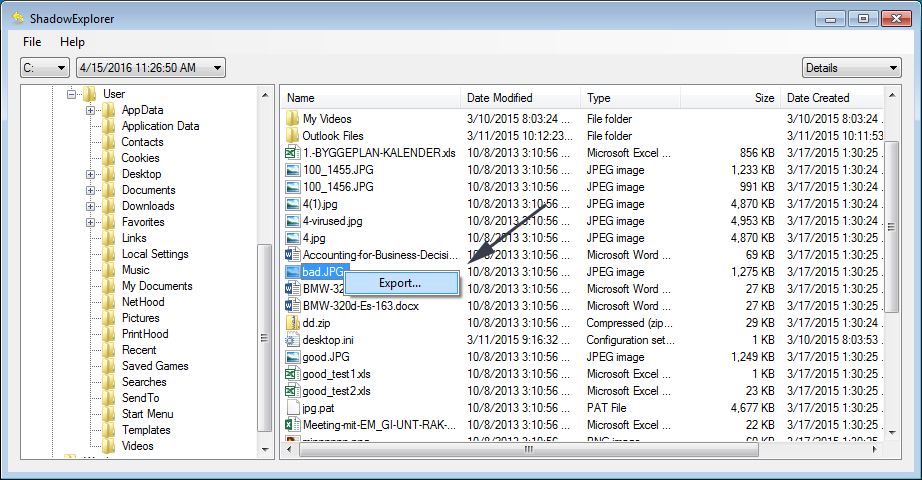 ShadowExplorer
File Help
C: 4/15/2016 11:26:50 AM Details
User
AppData
Application Data
Contacts
Cookies
Desktop
Documents
Downloads
Favorites
Links
Local Settings
Music
My Documents
NetHood
Pictures
PrintHood
Recent
Saved Games
Searches
SendTo
Start Menu
Templates
Videos
Name Date Modified Type Size Date Created
My Videos 3/10/2015 8:03:24 ... File folder 3/10/2015 8:03:24 .
Outlook Files 3/11/2015 10:12:23... File folder 3/11/2015 10:11:53
1.-BYGGEPLAN-KALENDER.xls 10/8/2013 3:10:56 ... Microsoft Excel ... 856 KB 3/17/2015 1:30:25 .
100_1455.JPG 10/8/2013 3:10:56 ... JPEG image 1,233 KB 3/17/2015 1:30:25 .
100_1456.JPG 10/8/2013 3:10:56 ... JPEG image 991 KB 3/17/2015 1:30:25 .
4(1).jpg 10/8/2013 3:10:56 ... JPEG image 4,870 KB 3/17/2015 1:30:25 .
4-virused.jpg 10/8/2013 3:10:56 ... JPEG image 4,953 KB 3/17/2015 1:30:25 .
4.jpg 10/8/2013 3:10:56 ... JPEG image 4,870 KB 3/17/2015 1:30:25 .
Accounting-for-Business-Decisi... 10/8/2013 3:10:56 ... Microsoft Word ... 69 KB 3/17/2015 1:30:25 .
bad.JPG 10/8/2013 3:10:56 ... JPEG image 1,275 KB 3/17/2015 1:30:25 .
Export...
BMW-32 10/8/2013 3:10:56 ... Microsoft Word ... 27 KB 3/17/2015 1:30:25 .
BMW-320d-Es-163.docx 10/8/2013 3:10:56 ... Microsoft Word ... 27 KB 3/17/2015 1:30:25 .
dd.zip 10/8/2013 3:10:56 ... Compressed (zip... 29 KB 3/17/2015 1:30:25 .
desktop.ini 3/11/2015 9:16:32 ... Configuration set... 1 KB 3/10/2015 8:03:53 .
good.JPG 10/8/2013 3:10:56 ... JPEG image 1,249 KB 3/17/2015 1:30:25 .
good_test1.xls 10/8/2013 3:10:56 ... Microsoft Excel ... 1 KB 3/17/2015 1:30:25 .
good_test2.xls 10/8/2013 3:10:56 ... Microsoft Excel ... 23 KB 3/17/2015 1:30:25 .
jpg.pat 10/8/2013 3:10:56 ... PAT File 4,677 KB 3/17/2015 1:30:25 .
Meeting-mit-EM_GI-UNT-RAK-... 10/8/2013 3:10:56 ... Microsoft Excel ... 22 KB 3/17/2015 1:30:25 .